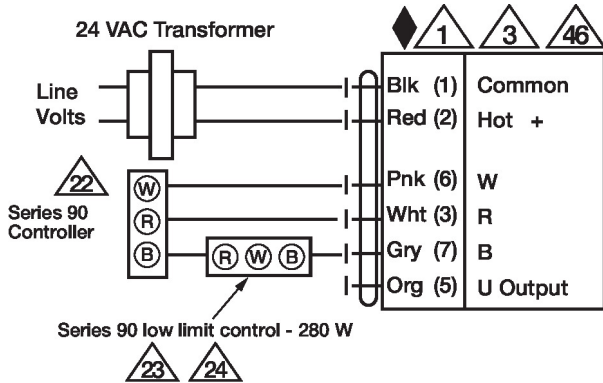 24 VAC Transformer
1 3 46
Line
Volts
Blk (1) Common
Red (2) Hot +
22
Series 90
Controller
W
R
B
R W B
Pnk (6) W
Wht (3) R
Gry (7) B
Org (5) U Output
Series 90 low limit control - 280 W
23 24